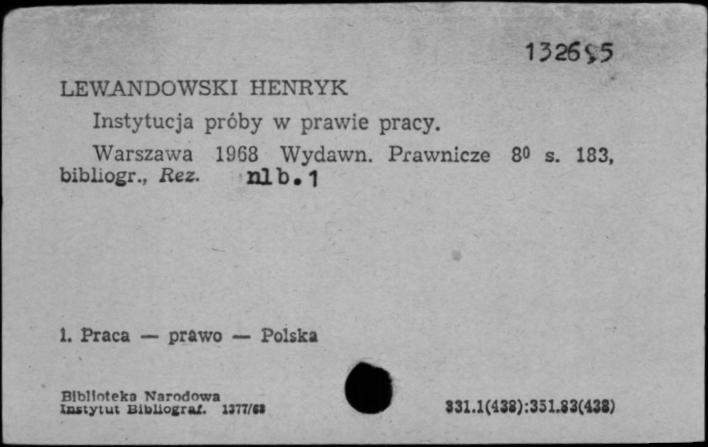 132695
LEWANDOWSKI HENRYK
Instytucja próby w prawie pracy.
Warszawa 1968 Wydawn. Prawnicze 8⁰ s. 183,
bibliogr., Rez. nlb.1
1. Praca — prawo — Polska
Biblioteka Narodowa
Instytut Bibliograf. 1377/68
331.1(438):351.83(438)